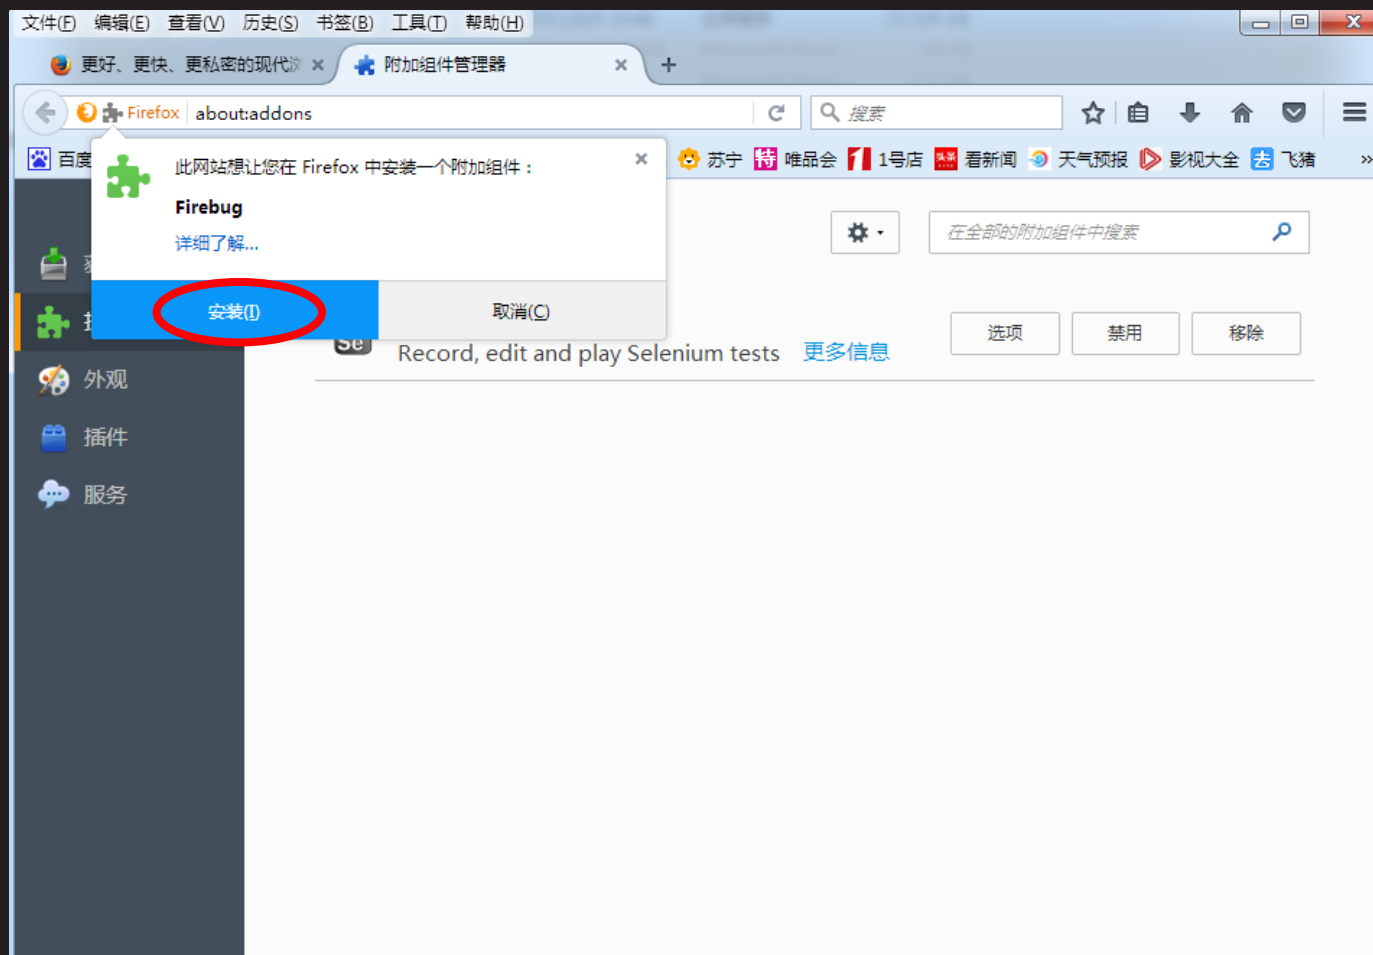 文件(F) 编辑(E) 查看(V) 历史(S) 书签(B) 工具(T) 帮助(H)
更好、更快、更私密的现代浏
附加组件管理器
Firefox about:addons
搜索
百度
苏宁 特 唯品会 1号店 头条 看新闻 天气预报 影视大全 去 飞猪
此网站想让您在 Firefox 中安装一个附加组件：
Firebug
详细了解...
安装(I) 取消(C)
在全部的附加组件中搜索
Se
Record, edit and play Selenium tests 更多信息
选项 禁用 移除
外观
插件
服务